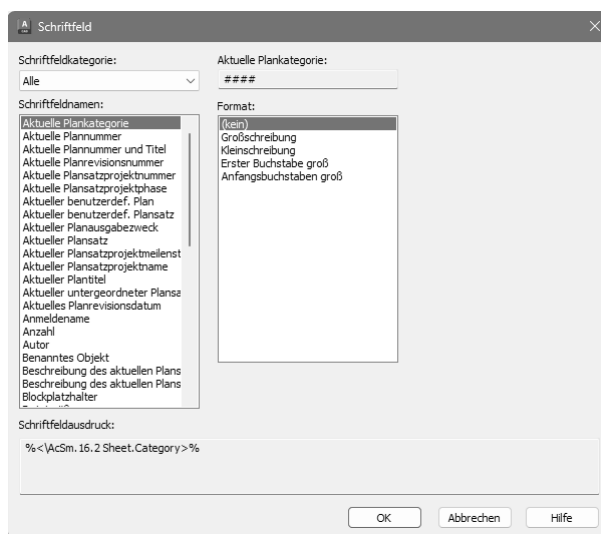 A
CAD
Schriftfeld
Schriftfeldkategorie:
Alle
Schriftfeldnamen:
Aktuelle Plankategorie
Aktuelle Plannummer
Aktuelle Plannummer und Titel
Aktuelle Planrevisionsnummer
Aktuelle Plansatzprojektnummer
Aktuelle Plansatzprojektphase
Aktueller benutzerdef. Plan
Aktueller benutzerdef. Plansatz
Aktueller Planausgabezweck
Aktueller Plansatz
Aktueller Plansatzprojektmeilenst
Aktueller Plansatzprojektname
Aktueller Plantitel
Aktueller untergeordneter Plansa
Aktuelles Planrevisionsdatum
Anmeldename
Anzahl
Autor
Benanntes Objekt
Beschreibung des aktuellen Plans
Beschreibung des aktuellen Plans
Blockplatzhalter
Aktuelle Plankategorie:
####
Format:
(kein)
Großschreibung
Kleinschreibung
Erster Buchstabe groß
Anfangsbuchstaben groß
Schriftfeldausdruck:
%<\AcSm.16.2 Sheet.Category>%
OK
Abbrechen
Hilfe